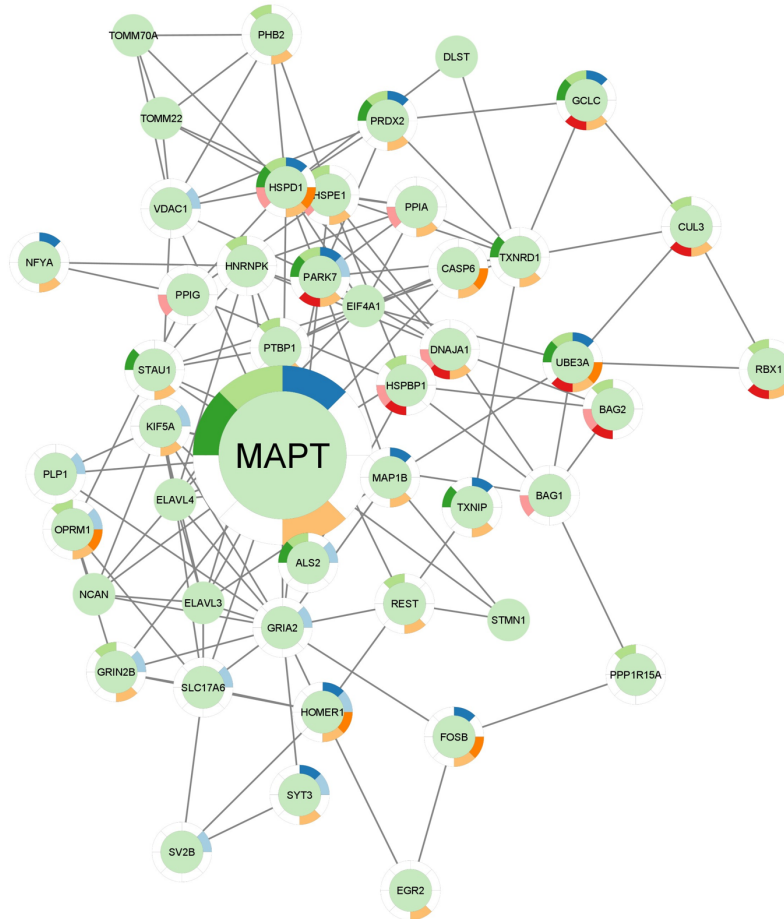 TOMM70A
PHB2
DLST
GCLC
TOMM22
PRDX2
HSPD1
HSPE1
VDAC1
PPIA
CUL3
TXNRD1
NFYA
HNRNPK
PARK7
CASP6
PPIG
EIF4A1
PTBP1
DNAJA1
UBE3A
RBX1
STAU1
HSPBP1
BAG2
KIF5A
MAPT
PLP1
MAP1B
BAG1
ELAVL4
TXNIP
OPRM1
ALS2
NCAN
ELAVL3
REST
STMN1
GRIA2
GRIN2B
PPP1R15A
SLC17A6
HOMER1
FOSB
SYT3
SV2B
EGR2